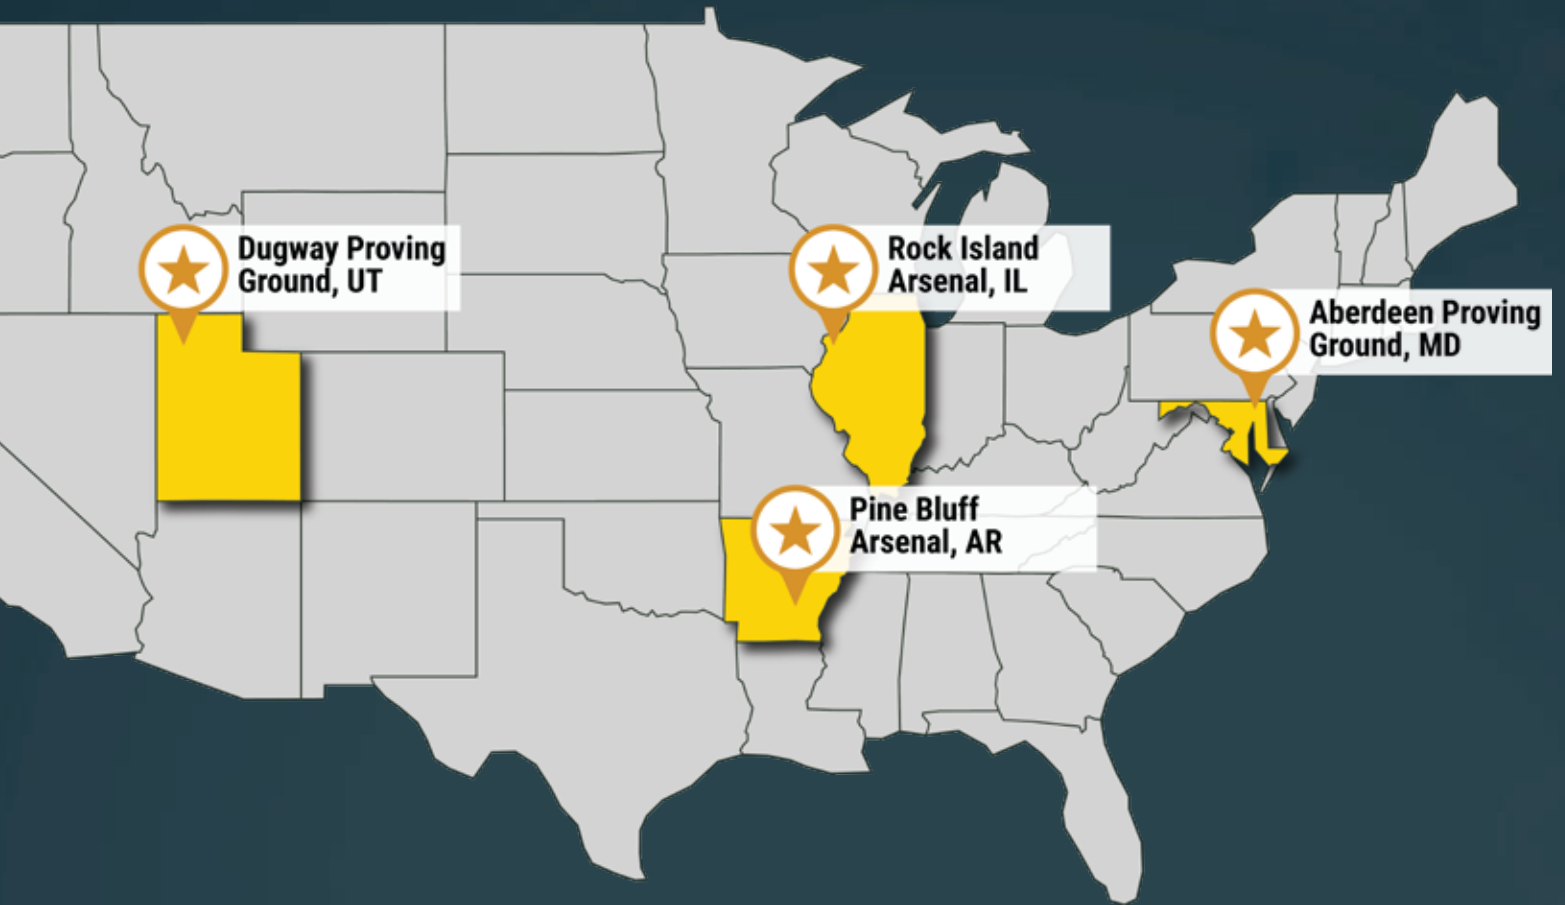 Dugway Proving
Ground, UT
Rock Island
Arsenal, IL
Aberdeen Proving
Ground, MD
Pine Bluff
Arsenal, AR